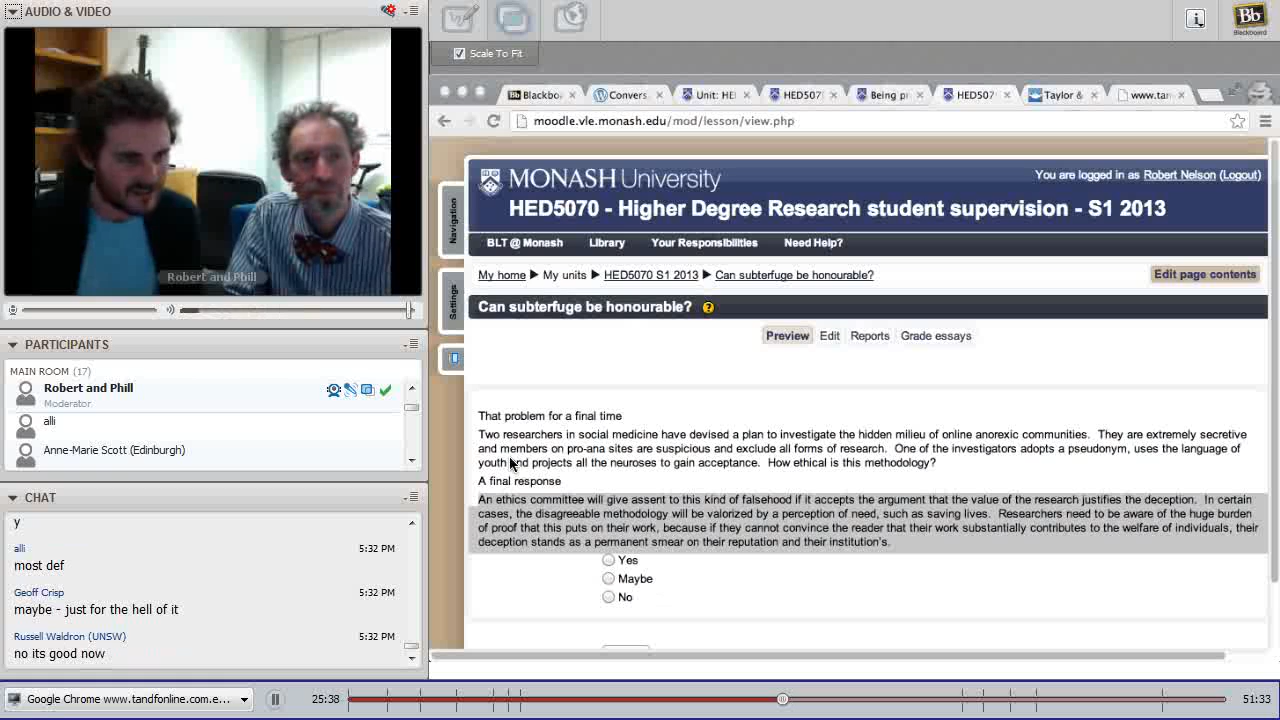 AUDIO & VIDEO
Robert and Phill
PARTICIPANTS
MAIN ROOM (17)
Robert and Phill
Moderator
alli
Anne-Marie Scott (Edinburgh)
CHAT
y
alli 5:32 PM
most def
Geoff Crisp 5:32 PM
maybe - just for the hell of it
Russell Waldron (UNSW) 5:32 PM
no its good now
Google Chrome www.tandfonline.com.e...
25:38
51:33
Bb
Blackboard
Scale To Fit
Bb Blackbo
Convers
Unit: HE
HED507
Being p
HED507
Taylor &
www.tan
moodle.vle.monash.edu/mod/lesson/view.php
Navigation
Settings
MONASH University
You are logged in as Robert Nelson (Logout)
HED5070 - Higher Degree Research student supervision - S1 2013
BLT @ Monash Library Your Responsibilities Need Help?
My home ► My units ► HED5070 S1 2013 ► Can subterfuge be honourable?
Edit page contents
Can subterfuge be honourable? ?
Preview Edit Reports Grade essays
That problem for a final time
Two researchers in social medicine have devised a plan to investigate the hidden milieu of online anorexic communities. They are extremely secretive
and members on pro-ana sites are suspicious and exclude all forms of research. One of the investigators adopts a pseudonym, uses the language of
youth and projects all the neuroses to gain acceptance. How ethical is this methodology?
A final response
An ethics committee will give assent to this kind of falsehood if it accepts the argument that the value of the research justifies the deception. In certain
cases, the disagreeable methodology will be valorized by a perception of need, such as saving lives. Researchers need to be aware of the huge burden
of proof that this puts on their work, because if they cannot convince the reader that their work substantially contributes to the welfare of individuals, their
deception stands as a permanent smear on their reputation and their institution's.
Yes
Maybe
No